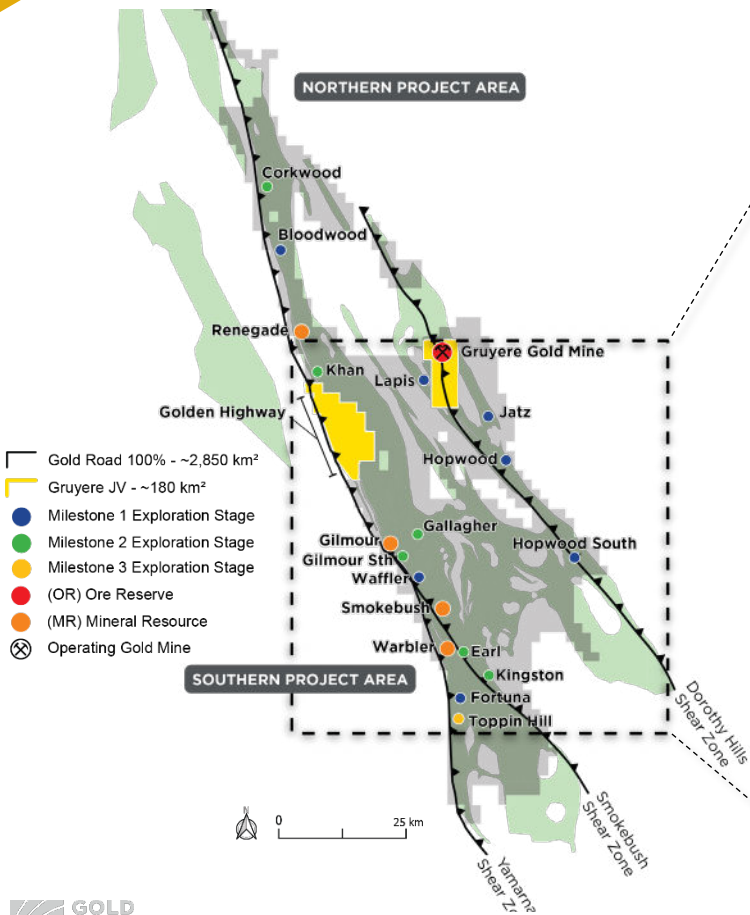 NORTHERN PROJECT AREA
Corkwood
Bloodwood
Renegade
Gruyere Gold Mine
Khan
Lapis
Golden Highway
Jatz
Hopwood
Gold Road 100% - ~2,850 km²
Gruyere JV - ~180 km²
Milestone 1 Exploration Stage
Milestone 2 Exploration Stage
Milestone 3 Exploration Stage
(OR) Ore Reserve
(MR) Mineral Resource
Operating Gold Mine
Gallagher
Gilmour
Hopwood South
Gilmour Sth
Waffler
Smokebush
Warbler
Earl
Kingston
SOUTHERN PROJECT AREA
Fortuna
Toppin Hill
Dorothy Hills
Shear Zone
Smokebush
Shear Zone
N
0
25 km
Yamarna
Shear
GOLD